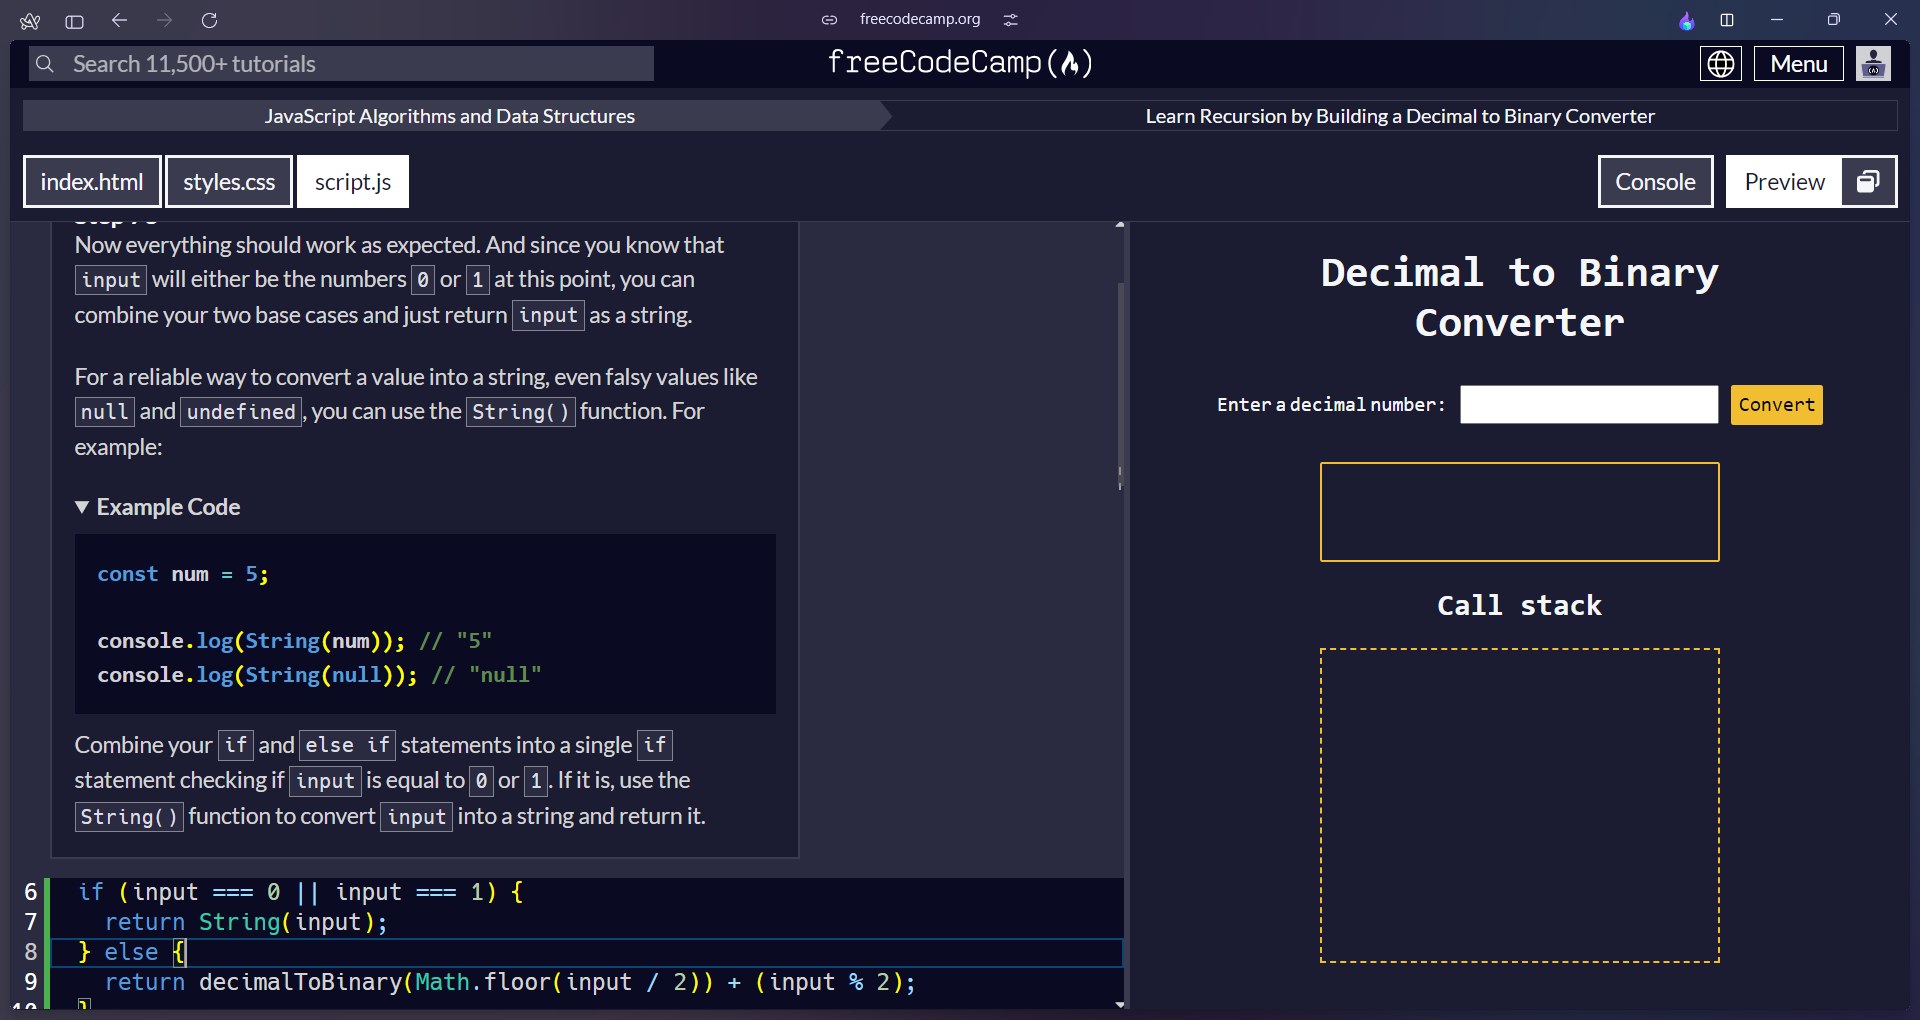 freecodecamp.org
Search 11,500+ tutorials
freeCodeCamp(🔥)
Menu
JavaScript Algorithms and Data Structures
Learn Recursion by Building a Decimal to Binary Converter
index.html
styles.css
script.js
Console
Preview
Now everything should work as expected. And since you know that
input will either be the numbers 0 or 1 at this point, you can
combine your two base cases and just return input as a string.
For a reliable way to convert a value into a string, even falsy values like
null and undefined, you can use the String() function. For
example:
Example Code
const num = 5;
console.log(String(num)); // "5"
console.log(String(null)); // "null"
Combine your if and else if statements into a single if
statement checking if input is equal to 0 or 1. If it is, use the
String() function to convert input into a string and return it.
6 if (input === 0 || input === 1) {
7 return String(input);
8 } else {
9 return decimalToBinary(Math.floor(input / 2)) + (input % 2);
10 }
Decimal to Binary
Converter
Enter a decimal number:
Convert
Call stack